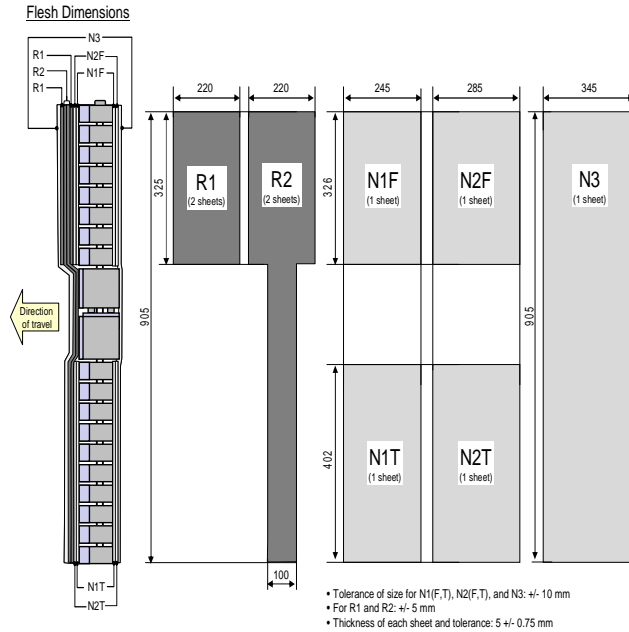 Flesh Dimensions
N3
R1
N2F
R2
N1F
R1
Direction
of travel
N1T
N2T
220
220
245
285
345
325
326
905
905
402
100
R1
(2 sheets)
R2
(2 sheets)
N1F
(1 sheet)
N2F
(1 sheet)
N3
(1 sheet)
N1T
(1 sheet)
N2T
(1 sheet)
• Tolerance of size for N1(F,T), N2(F,T), and N3: +/- 10 mm
• For R1 and R2: +/- 5 mm
• Thickness of each sheet and tolerance: 5 +/- 0.75 mm